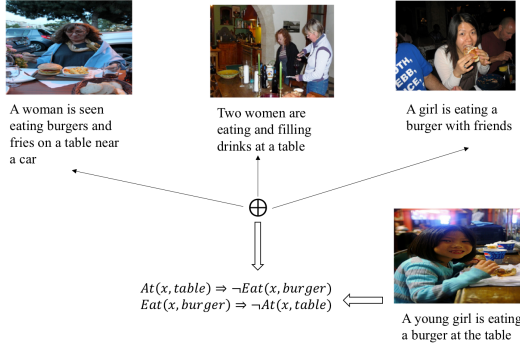 A woman is seen
eating burgers and
fries on a table near
a car
Two women are
eating and filling
drinks at a table
A girl is eating a
burger with friends
⊕
At(x, table) ⇒ ¬Eat(x, burger)
Eat(x, burger) ⇒ ¬At(x, table)
A young girl is eating
a burger at the table